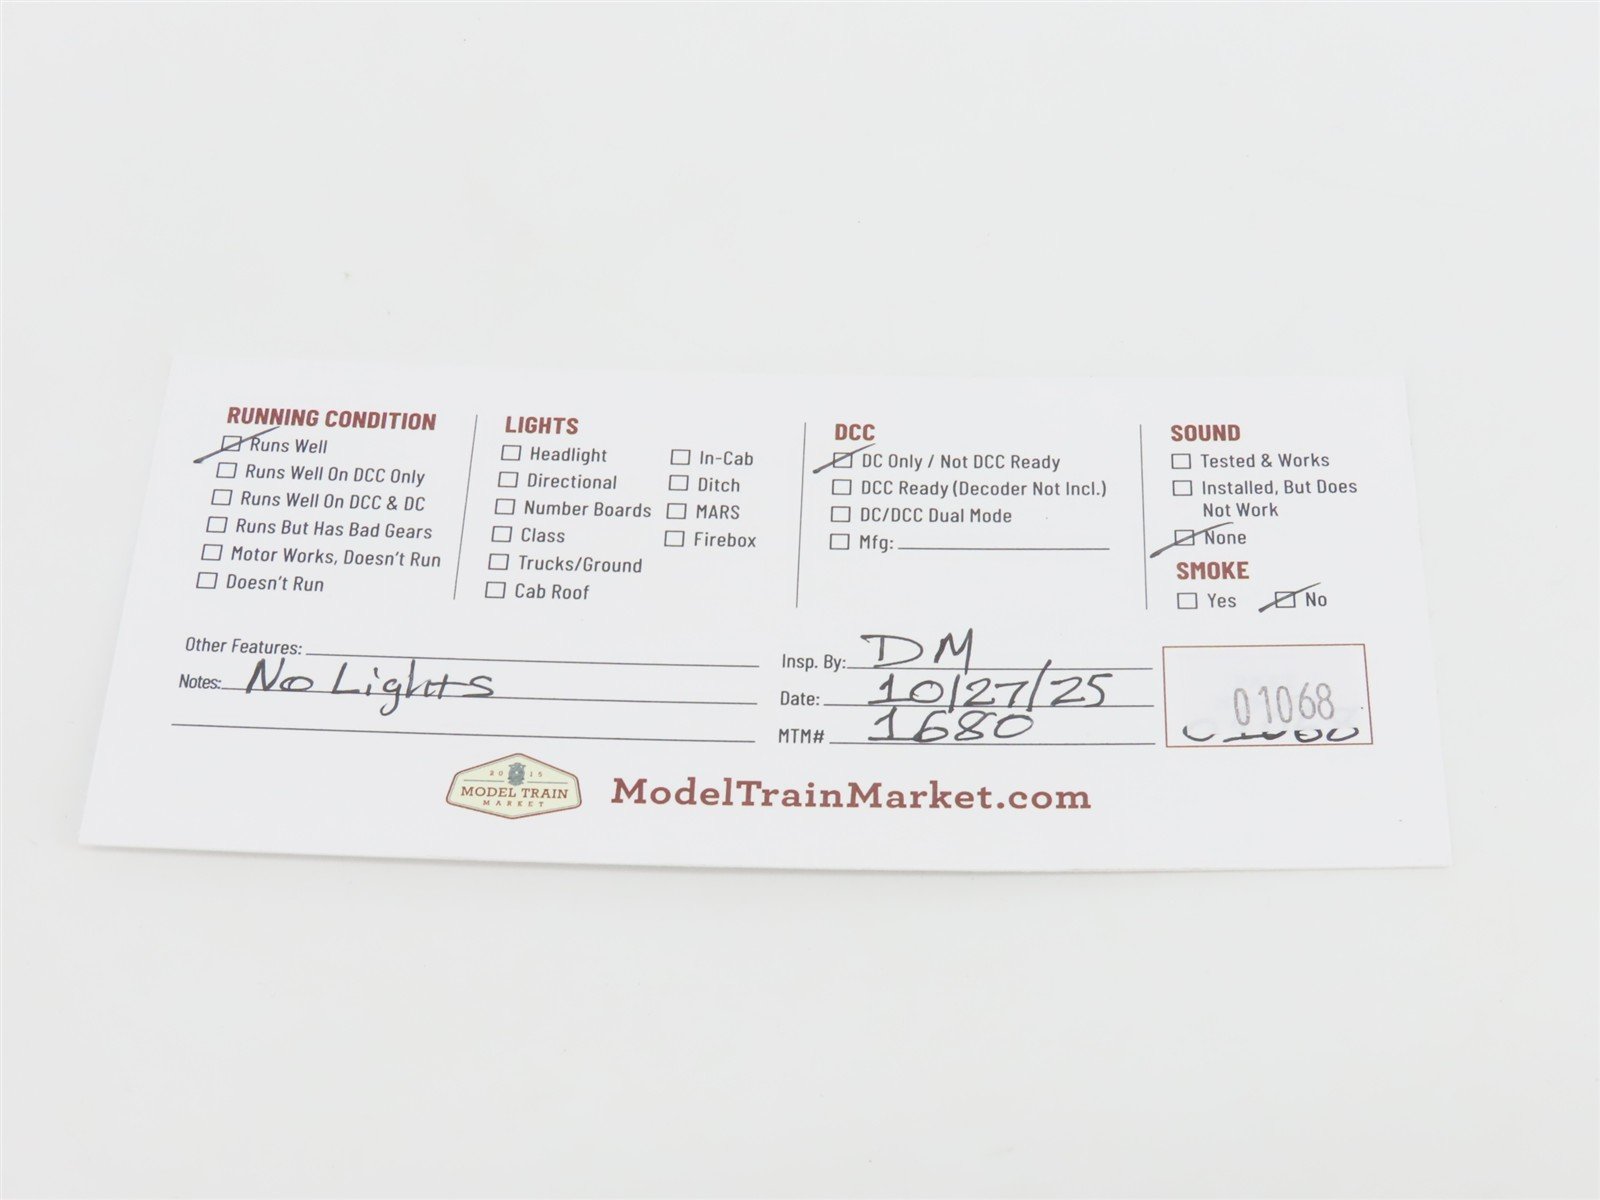 RUNNING CONDITION
Runs Well
Runs Well On DCC Only
Runs Well On DCC & DC
Runs But Has Bad Gears
Motor Works, Doesn't Run
Doesn't Run
LIGHTS
Headlight
Directional
Number Boards
Class
Trucks/Ground
Cab Roof
In-Cab
Ditch
MARS
Firebox
DCC
DC Only / Not DCC Ready
DCC Ready (Decoder Not Incl.)
DC/DCC Dual Mode
Mfg:
SOUND
Tested & Works
Installed, But Does
Not Work
None
SMOKE
Yes No
Other Features:
Notes: No Lights
Insp. By: DM
Date: 10/27/25
MTM# 1680
01068
2015
MODEL TRAIN
MARKET
ModelTrainMarket.com